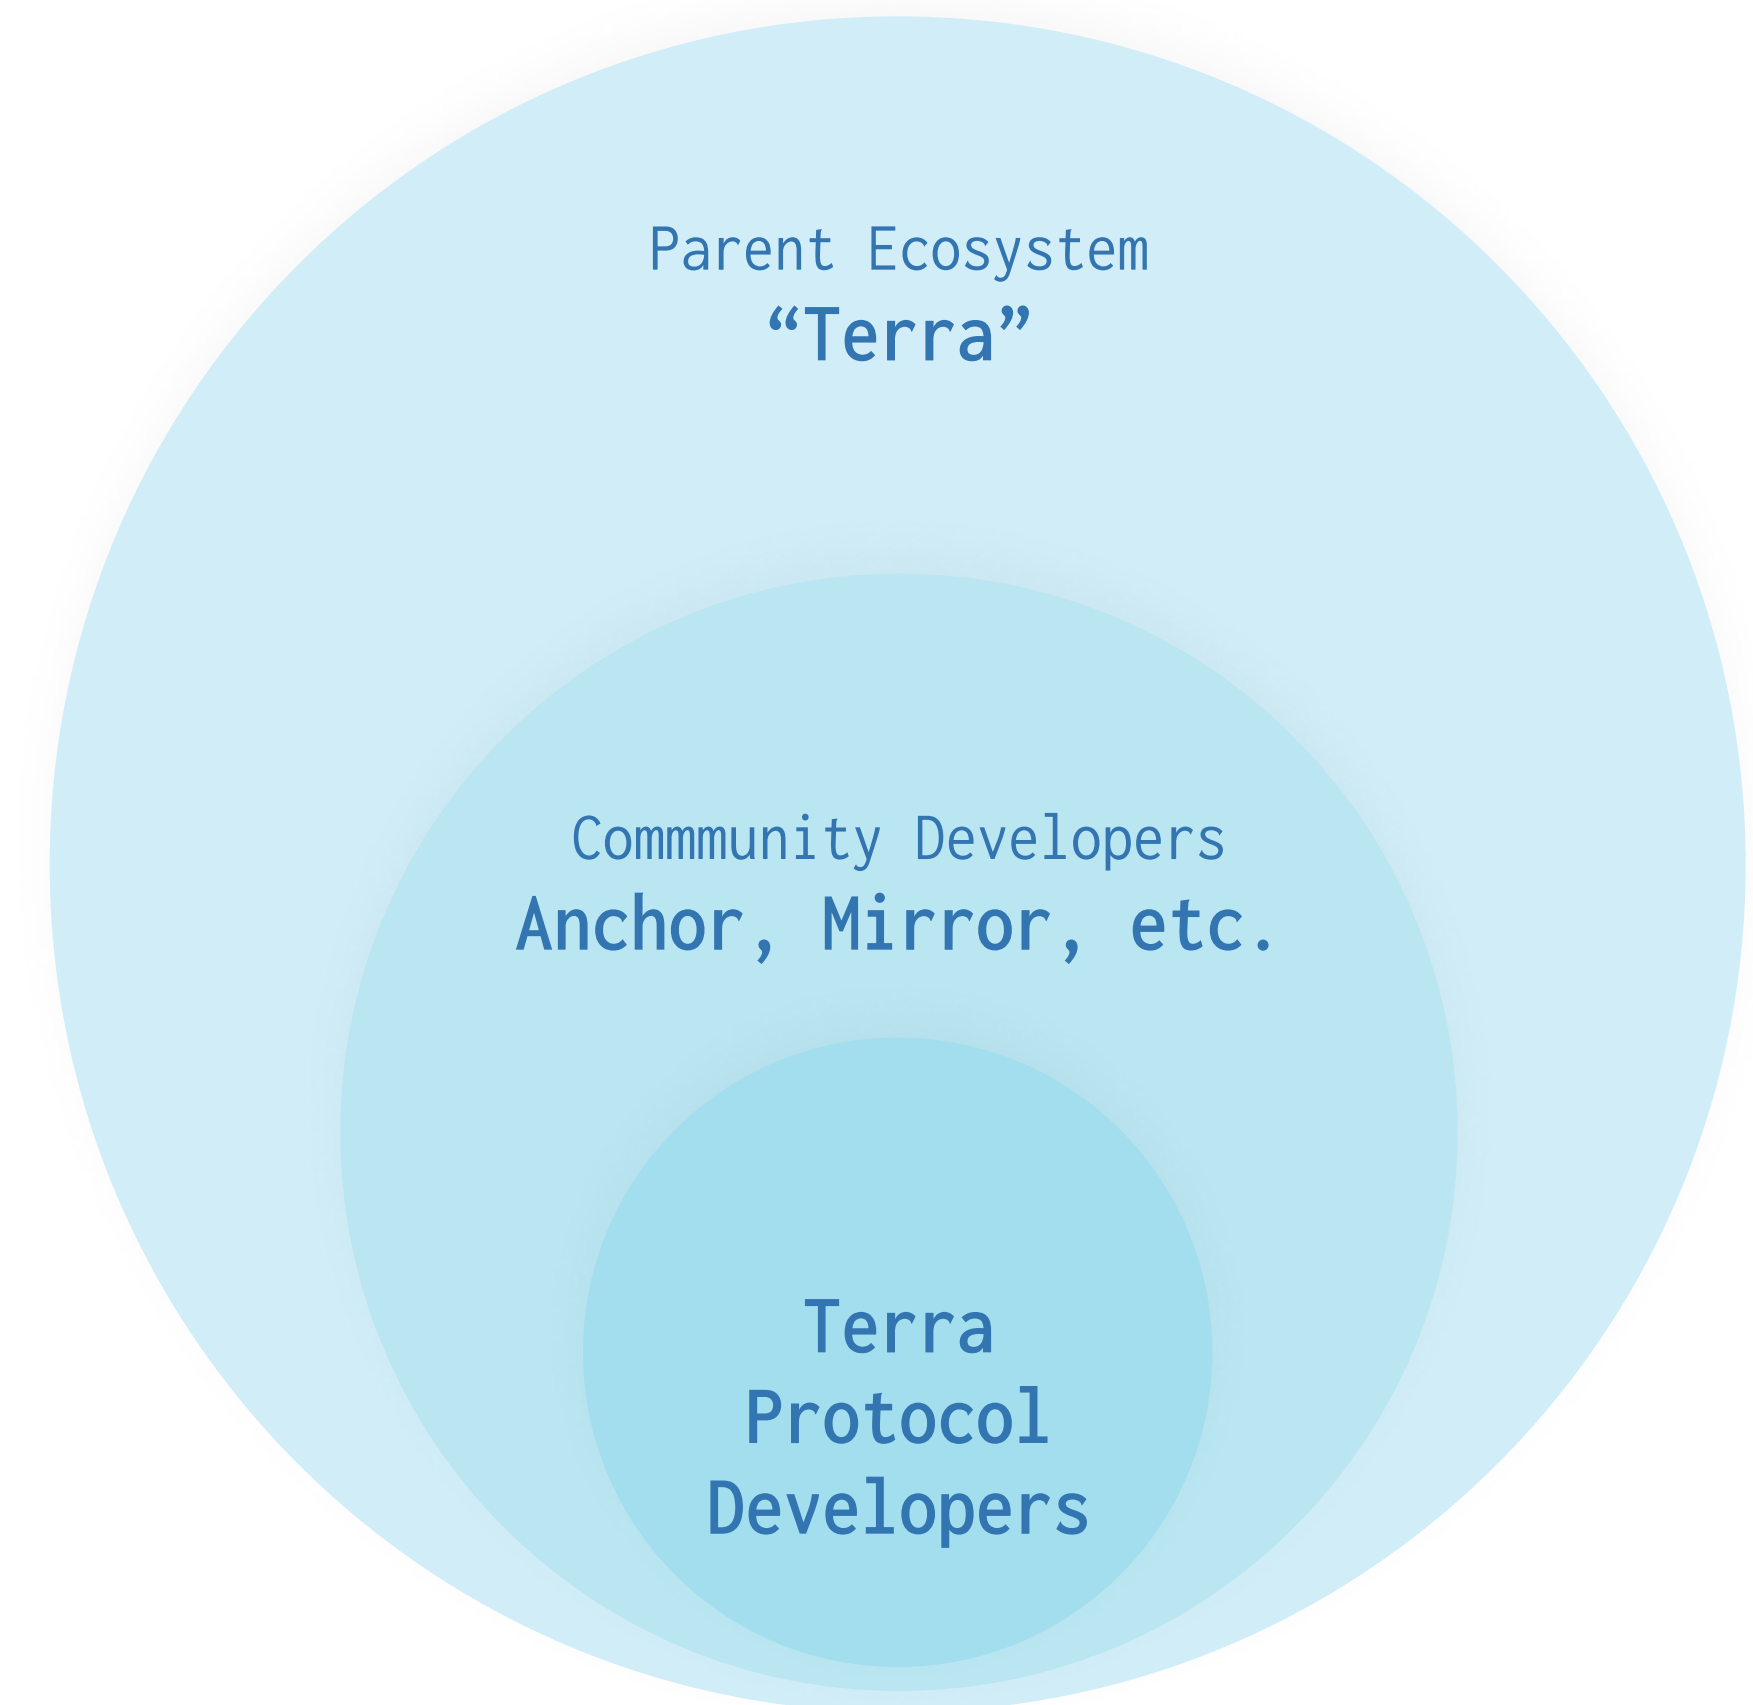 Parent Ecosystem
“Terra”
Commmunity Developers
Anchor, Mirror, etc.
Terra
Protocol
Developers